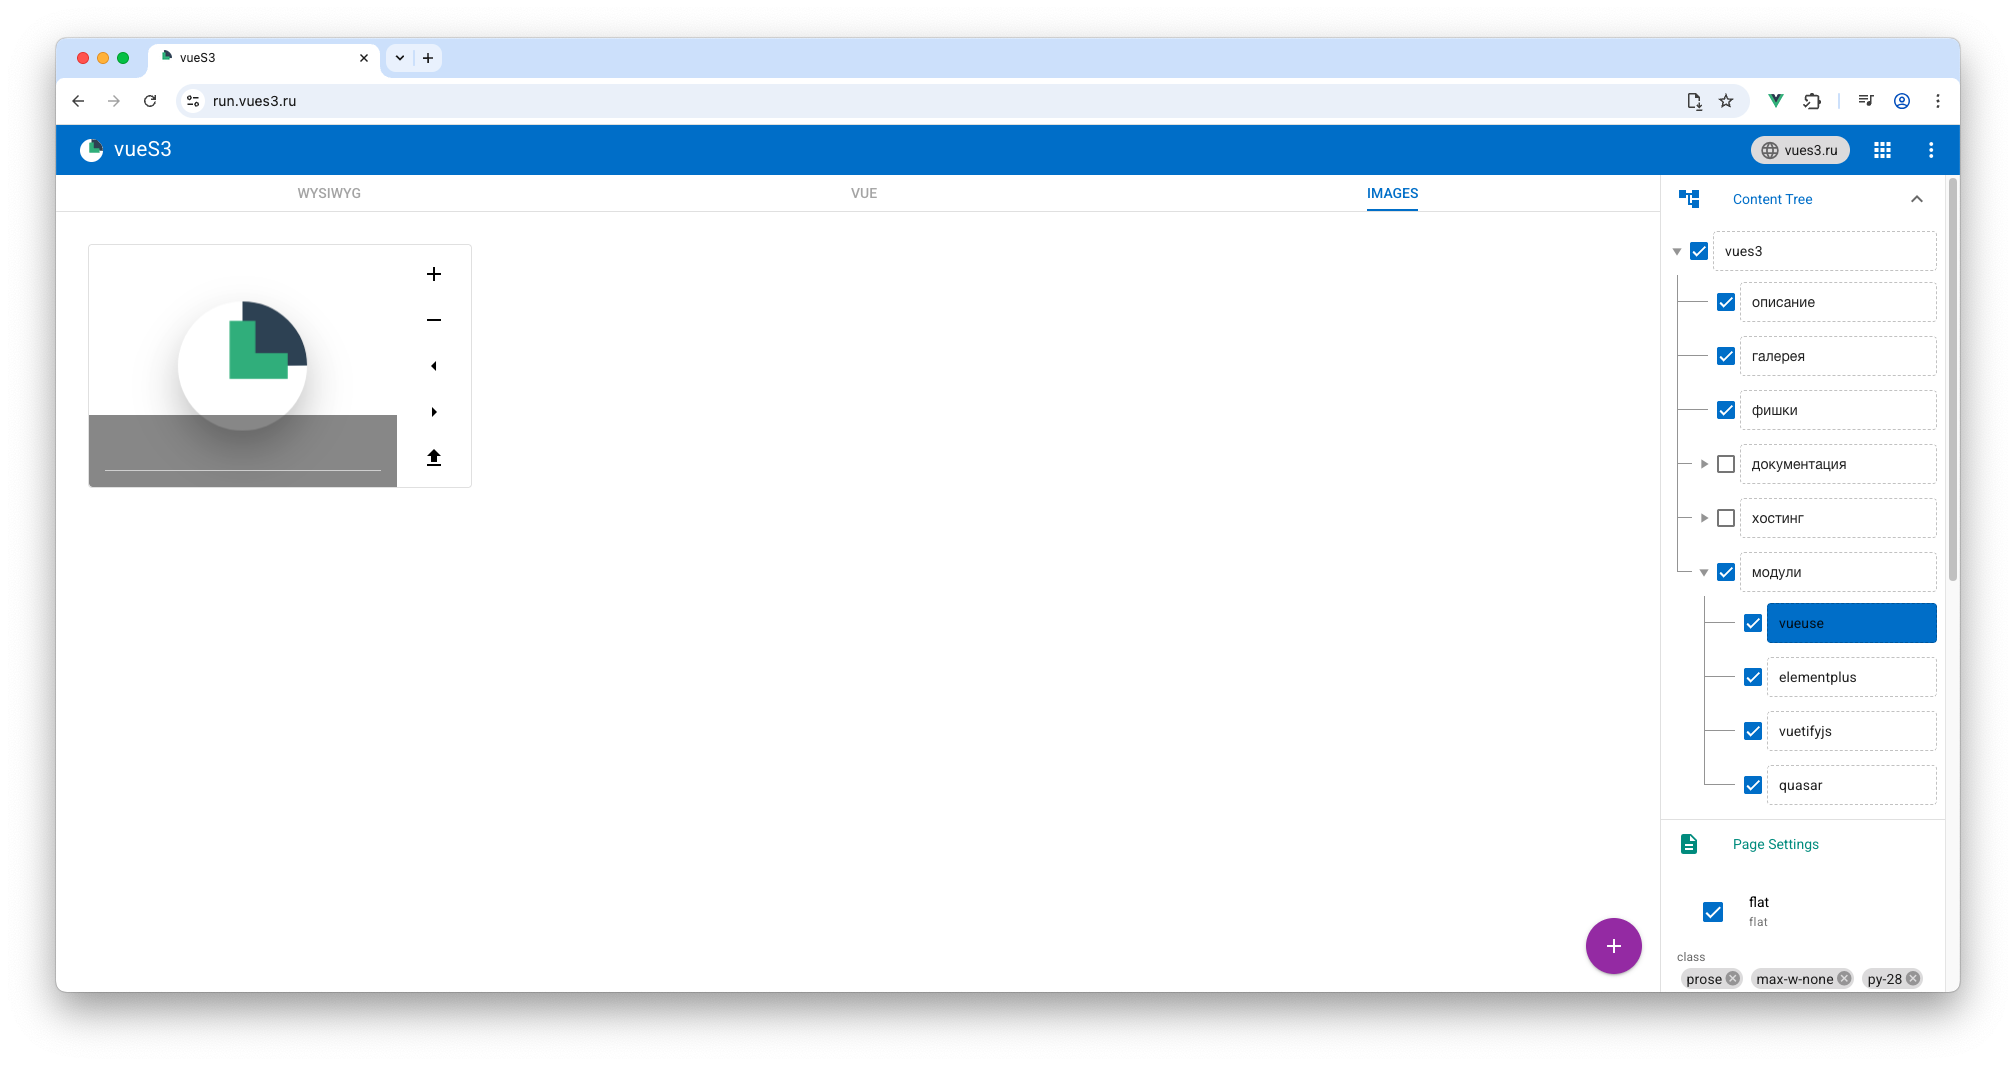 vueS3
run.vues3.ru
vueS3
vues3.ru
WYSIWYG
VUE
IMAGES
Content Tree
vues3
описание
галерея
фишки
документация
хостинг
модули
vueuse
elementplus
vuetifyjs
quasar
Page Settings
flat
flat
class
prose
max-w-none
py-28